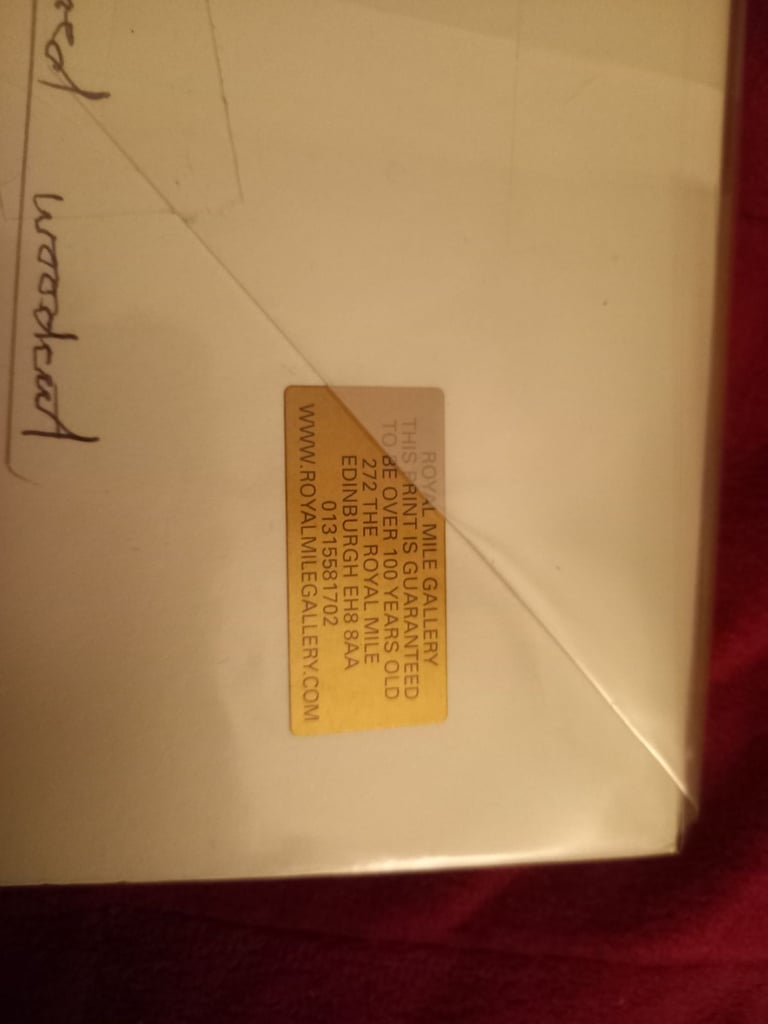 woodcut
ROYAL MILE GALLERY
THIS PRINT IS GUARANTEED
TO BE OVER 100 YEARS OLD
272 THE ROYAL MILE
EDINBURGH EH8 8AA
01315581702
WWW.ROYALMILEGALLERY.COM